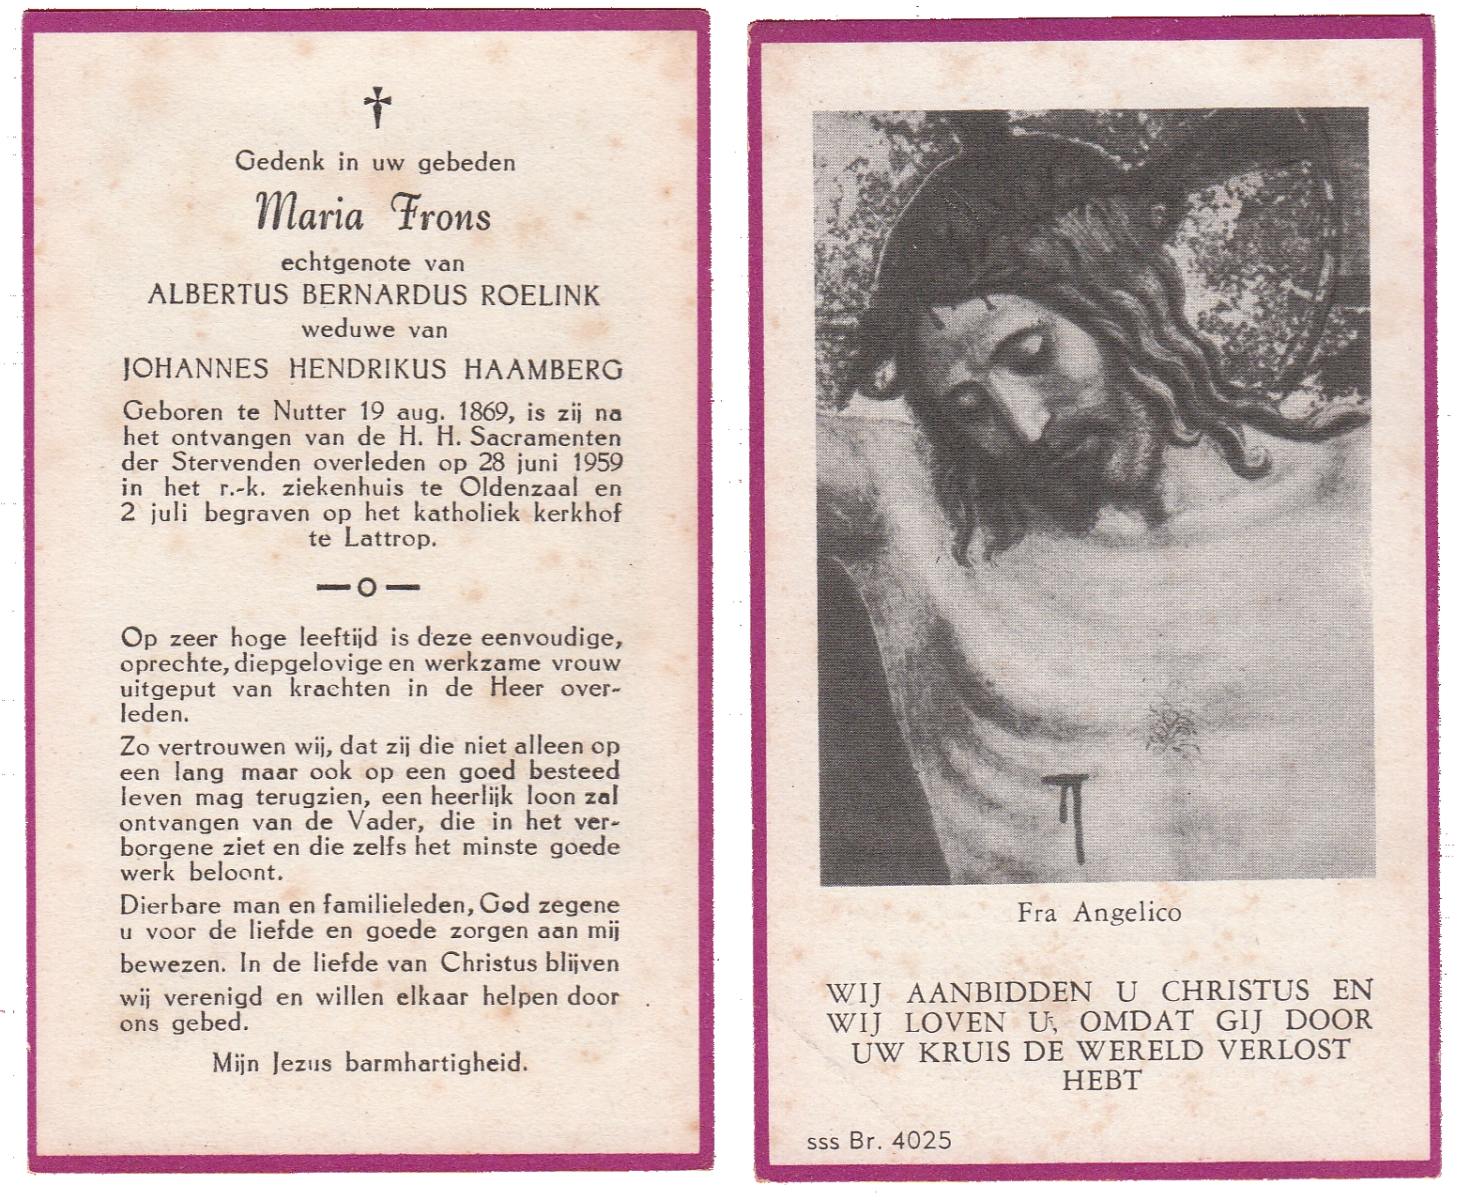 Gedenk in uw gebeden
Maria Frons
echtgenote van
ALBERTUS BERNARDUS ROELINK
weduwe van
JOHANNES HENDRIKUS HAAMBERG
Geboren te Nutter 19 aug. 1869, is zij na
het ontvangen van de H. H. Sacramenten
der Stervenden overleden op 28 juni 1959
in het r.-k. ziekenhuis te Oldenzaal en
2 juli begraven op het katholiek kerkhof
te Lattrop.
Op zeer hoge leeftijd is deze eenvoudige,
oprechte, diepgelovige en werkzame vrouw
uitgeput van krachten in de Heer over-
leden.
Zo vertrouwen wij, dat zij die niet alleen op
een lang maar ook op een goed besteed
leven mag terugzien, een heerlijk loon zal
ontvangen van de Vader, die in het ver-
borgene ziet en die zelfs het minste goede
werk beloont.
Dierbare man en familieleden, God zegene
u voor de liefde en goede zorgen aan mij
bewezen. In de liefde van Christus blijven
wij verenigd en willen elkaar helpen door
ons gebed.
Mijn Jezus barmhartigheid.
Fra Angelico
WIJ AANBIDDEN U CHRISTUS EN
WIJ LOVEN U, OMDAT GIJ DOOR
UW KRUIS DE WERELD VERLOST
HEBT
sss Br. 4025